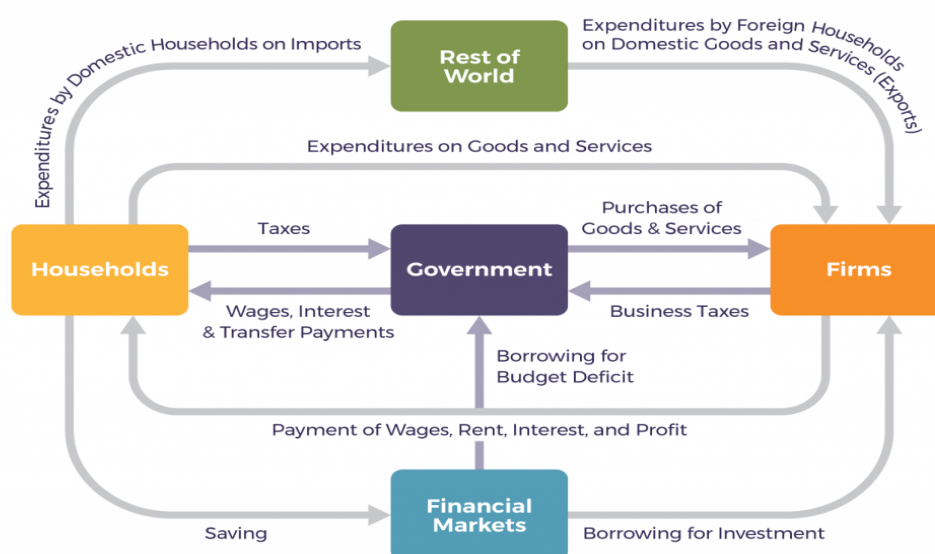 Expenditures by Domestic Households on Imports
Rest of
World
Expenditures by Foreign Households
on Domestic Goods and Services (Exports)
Expenditures on Goods and Services
Households
Taxes
Government
Purchases of
Goods & Services
Firms
Wages, Interest
& Transfer Payments
Business Taxes
Borrowing for
Budget Deficit
Payment of Wages, Rent, Interest, and Profit
Saving
Financial
Markets
Borrowing for Investment